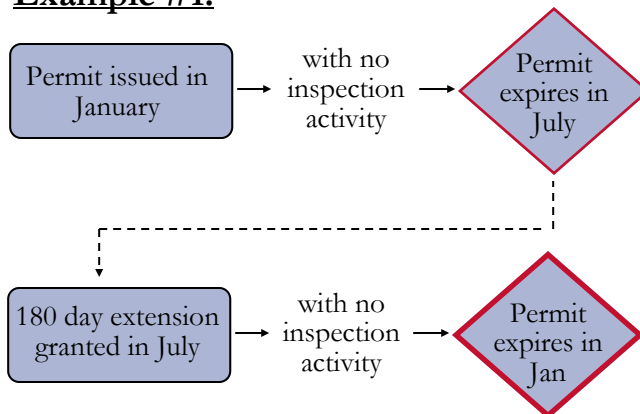 Example #1:
Permit issued in
January
with no
inspection
activity
Permit
expires in
July
180 day extension
granted in July
with no
inspection
activity
Permit
expires in
Jan